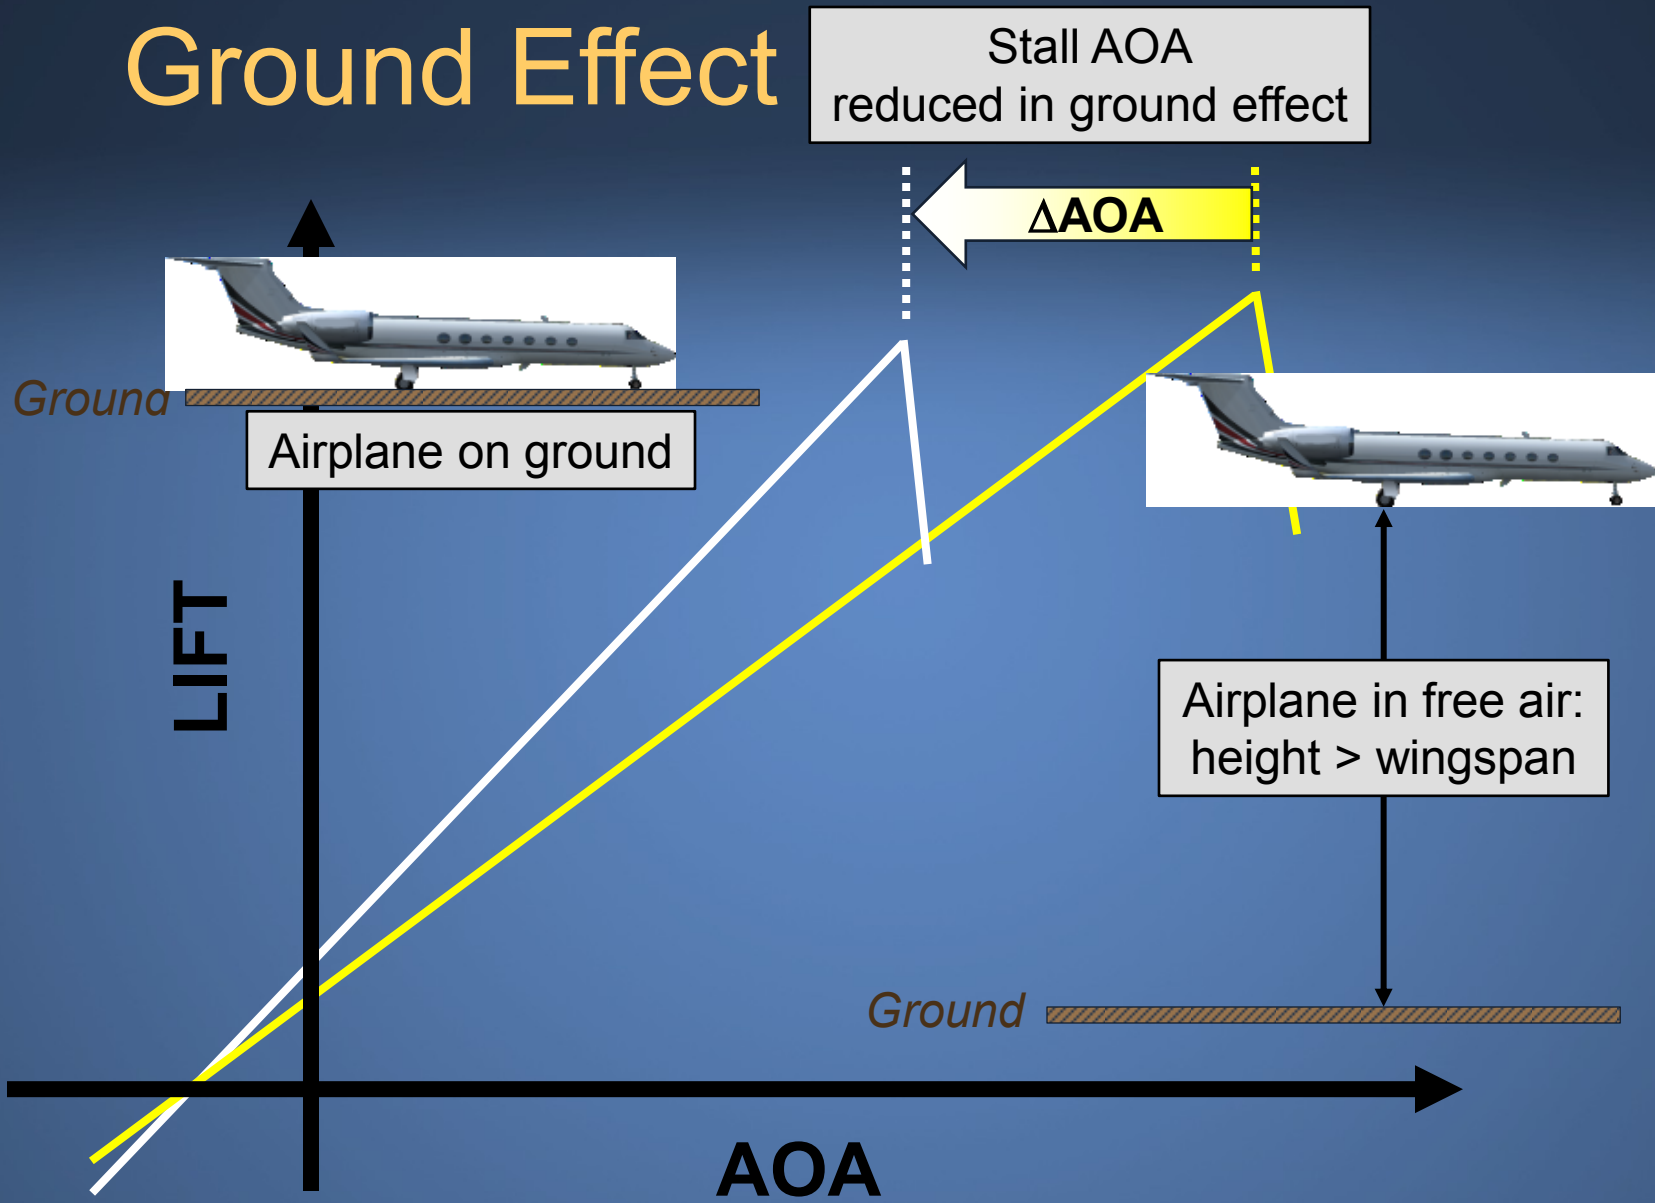 Ground Effect
Stall AOA
reduced in ground effect
ΔAOA
Ground
Airplane on ground
LIFT
Airplane in free air:
height > wingspan
Ground
AOA